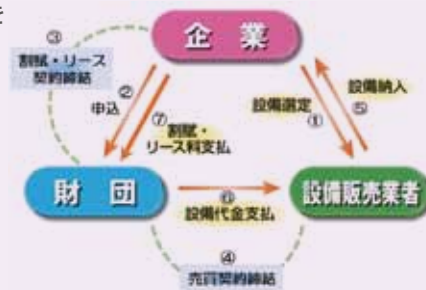 を
企業
③
割賦・リース
契約締結
②
申込
⑦
割賦・
リース料支払
設備選定
①
設備納入
⑤
財団
⑥
設備代金支払
設備販売業者
④
売買契約締結